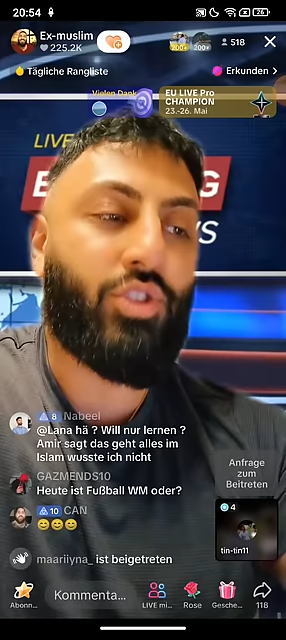 20:54
26
Ex-muslim
225.2K
200+
200+
518
Tägliche Rangliste
Erkunden
Vielen Dank
EU LIVE Pro
CHAMPION
23.-26. Mai
LIVE
8 Nabeel
@Lana hä ? Will nur lernen ?
Amir sagt das geht alles im
Islam wusste ich nicht
GAZMENDS10
Heute ist Fußball WM oder?
10 CAN
😊😊😊
maariiyna_ ist beigetreten
Anfrage
zum
Beitreten
4
tin-tin11
Abonn...
Kommenta...
LIVE mi...
Rose
Gesche...
118